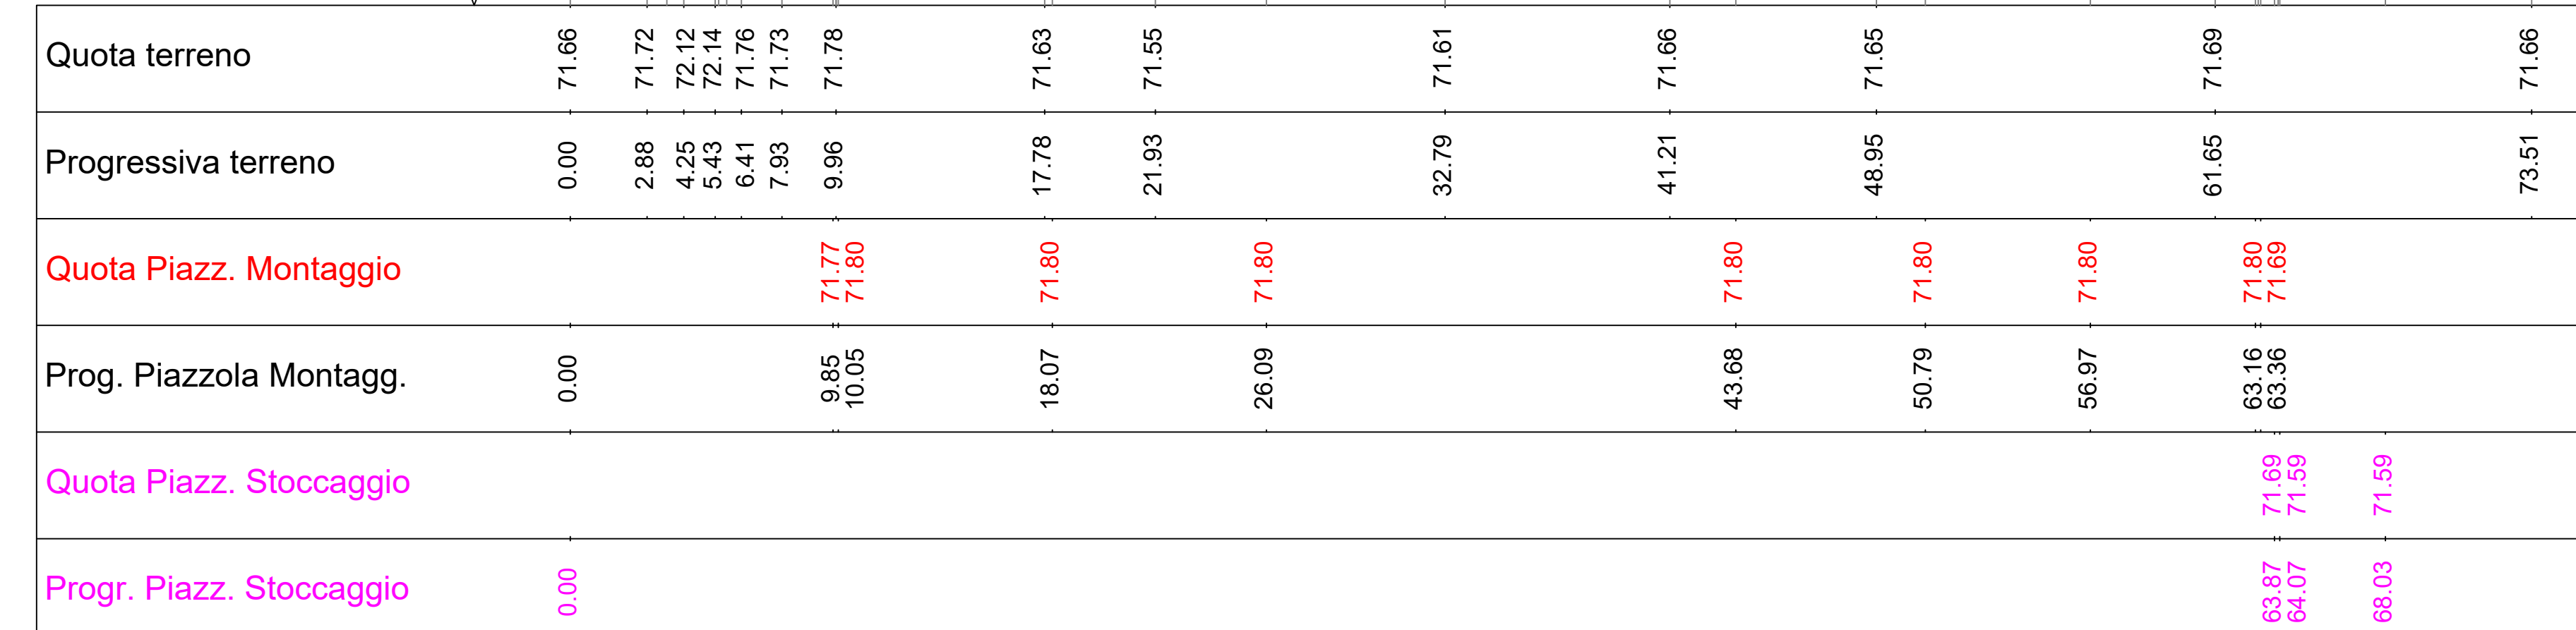 Quota terreno 71.66 71.72 72.12 72.14 71.76 71.73 71.78 71.63 71.55 71.61 71.66 71.65 71.69 71.66
Progressiva terreno 0.00 2.88 4.25 5.43 6.41 7.93 9.96 17.78 21.93 32.79 41.21 48.95 61.65 73.51
Quota Piazz. Montaggio 71.77 71.80 71.80 71.80 71.80 71.80 71.80 71.80 71.69
Prog. Piazzola Montagg. 0.00 9.85 10.05 18.07 26.09 43.68 50.79 56.97 63.16 63.36
Quota Piazz. Stoccaggio 71.69 71.59 71.59
Progr. Piazz. Stoccaggio 0.00 63.87 64.07 68.03